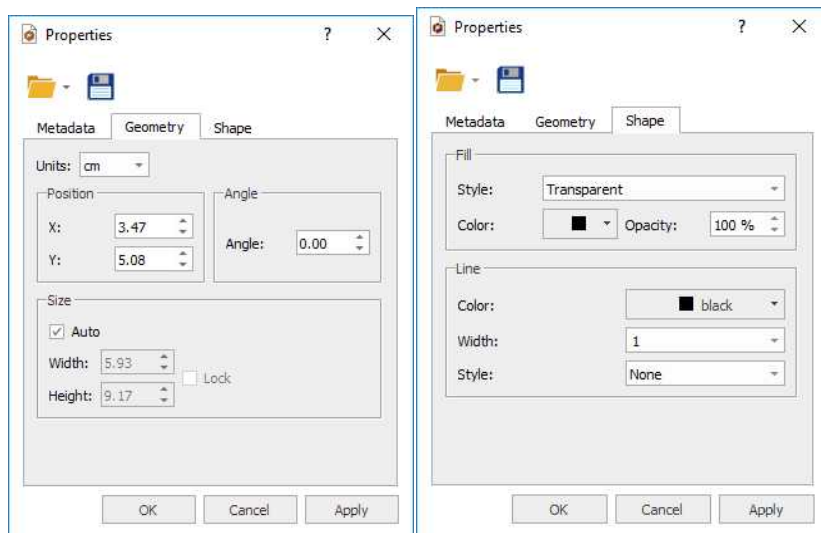 Properties ?
Metadata Geometry Shape
Units: cm
Position
X: 3.47
Y: 5.08
Angle
Angle: 0.00
Size
Auto
Width: 5.93
Height: 9.17
Lock
OK Cancel Apply
Properties ?
Metadata Geometry Shape
Fill
Style: Transparent
Color: Opacity: 100 %
Line
Color: black
Width: 1
Style: None
OK Cancel Apply